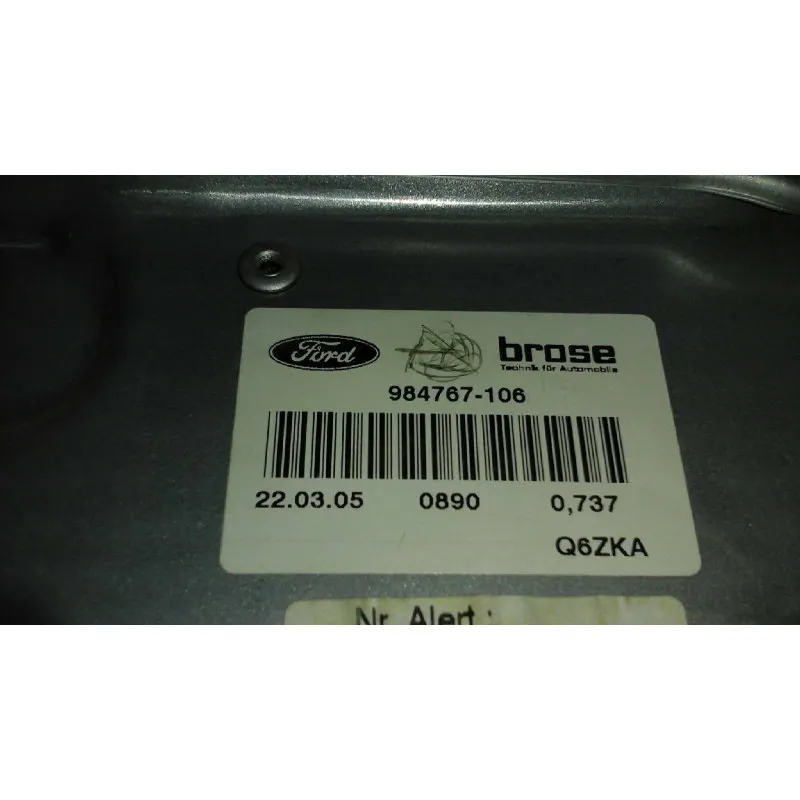 Ford brose
Technik für Automobile
984767-106
22.03.05 0890 0,737
Q6ZKA
Nr. Alert :